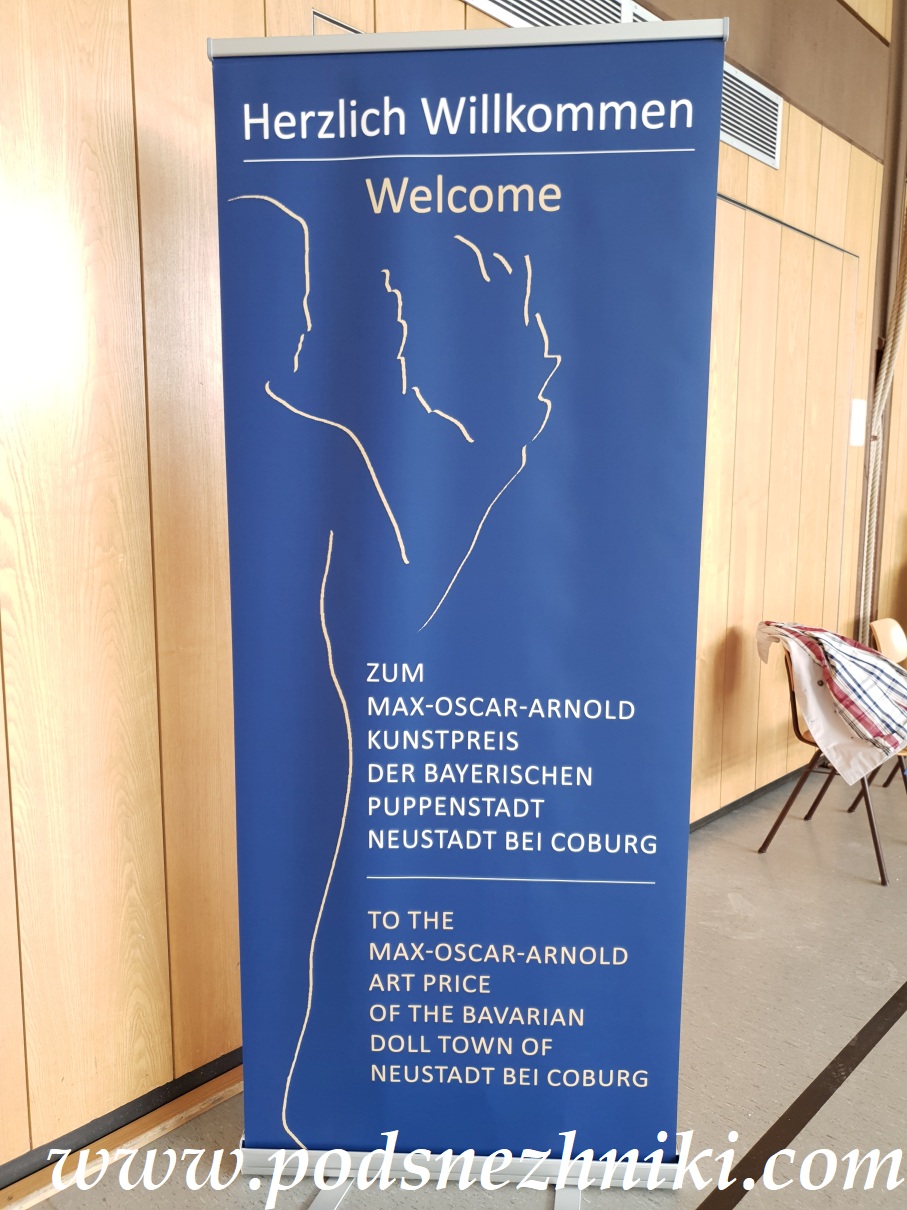 Herzlich Willkommen
Welcome
ZUM
MAX-OSCAR-ARNOLD
KUNSTPREIS
DER BAYERISCHEN
PUPPENSTADT
NEUSTADT BEI COBURG
TO THE
MAX-OSCAR-ARNOLD
ART PRICE
OF THE BAVARIAN
DOLL TOWN OF
NEUSTADT BEI COBURG
www.podsnezhniki.com